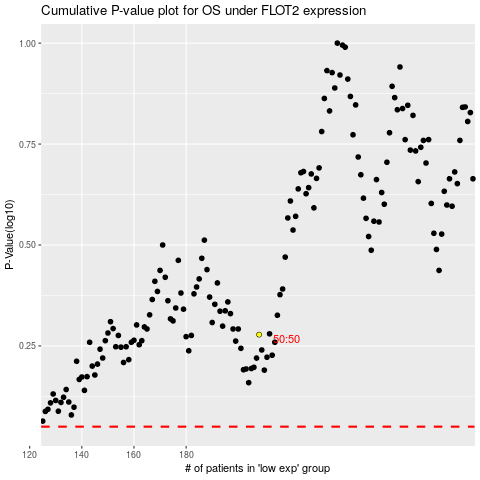 Cumulative P-value plot for OS under FLOT2 expression
P-Value(log10)
1.00
0.75
0.50
0.25
50:50
120 140 160 180
# of patients in 'low exp' group